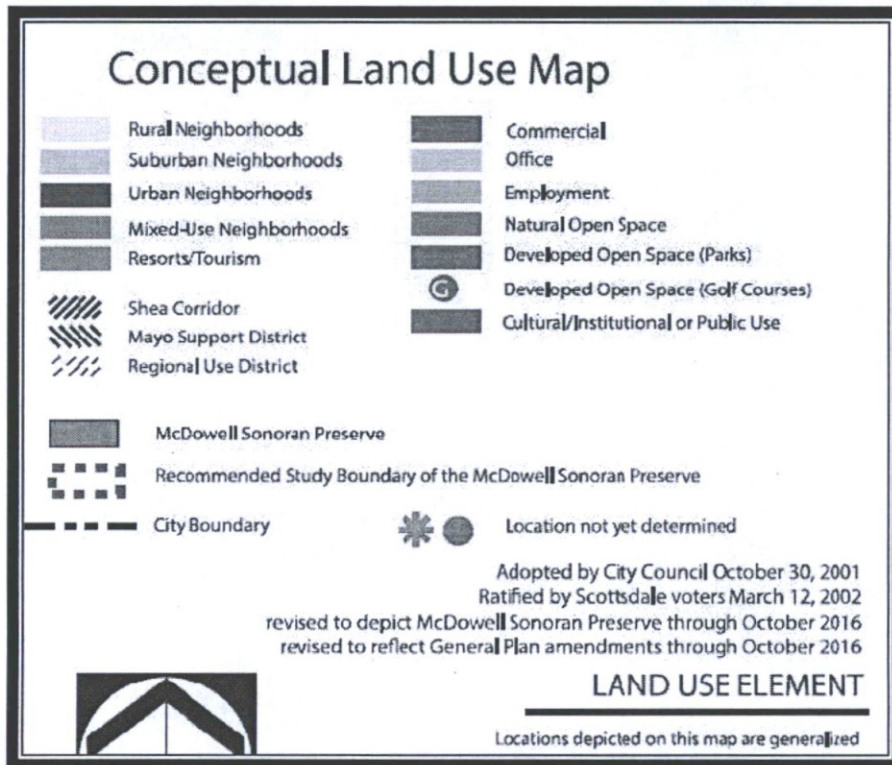 Conceptual Land Use Map
Rural Neighborhoods
Suburban Neighborhoods
Urban Neighborhoods
Mixed-Use Neighborhoods
Resorts/Tourism
Shea Corridor
Mayo Support District
Regional Use District
Commercial
Office
Employment
Natural Open Space
Developed Open Space (Parks)
G
Developed Open Space (Golf Courses)
Cultural/Institutional or Public Use
McDowell Sonoran Preserve
Recommended Study Boundary of the McDowell Sonoran Preserve
City Boundary
Location not yet determined
Adopted by City Council October 30, 2001
Ratified by Scottsdale voters March 12, 2002
revised to depict McDowell Sonoran Preserve through October 2016
revised to reflect General Plan amendments through October 2016
LAND USE ELEMENT
Locations depicted on this map are generalized